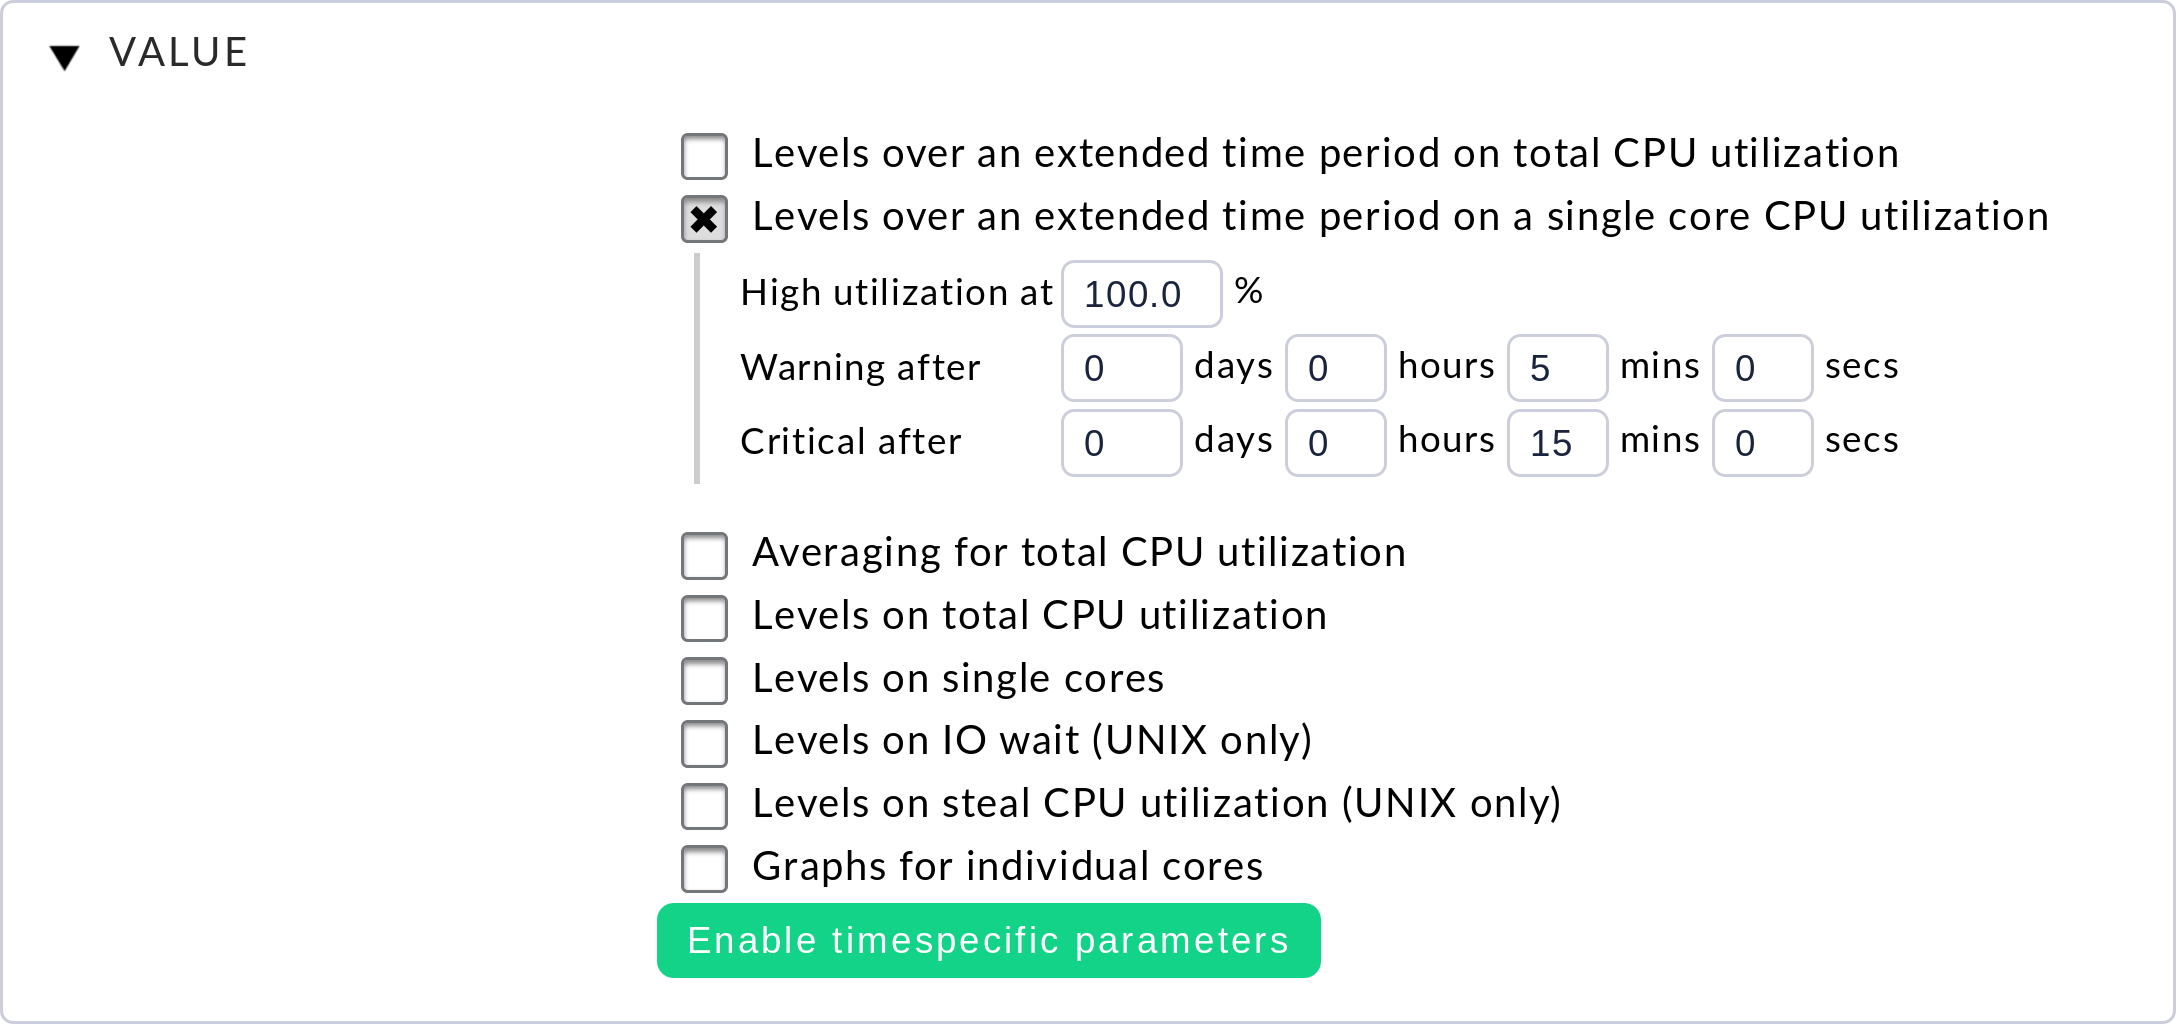 VALUE
Levels over an extended time period on total CPU utilization
Levels over an extended time period on a single core CPU utilization
High utilization at 100.0 %
Warning after 0 days 0 hours 5 mins 0 secs
Critical after 0 days 0 hours 15 mins 0 secs
Averaging for total CPU utilization
Levels on total CPU utilization
Levels on single cores
Levels on IO wait (UNIX only)
Levels on steal CPU utilization (UNIX only)
Graphs for individual cores
Enable timespecific parameters